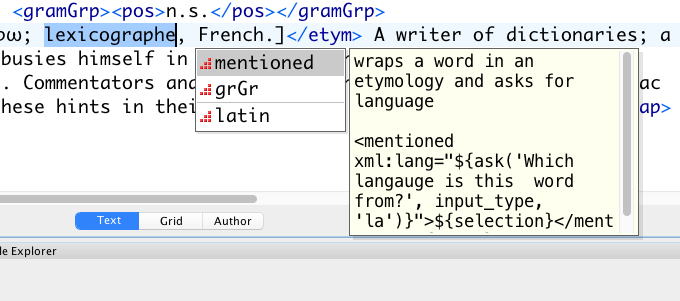 <gramGrp><pos>n.s.</pos></gramGrp>
ρω; lexicographe, French.]</etym> A writer of dictionaries; a
busies himself in
. Commentators an ac
hese hints in thei ap>
mentioned
grGr
latin
wraps a word in an
etymology and asks for
language
<mentioned
xml:lang="${ask('Which
langauge is this word
from?', input_type,
'la')}">${selection}</ment
Text Grid Author
le Explorer